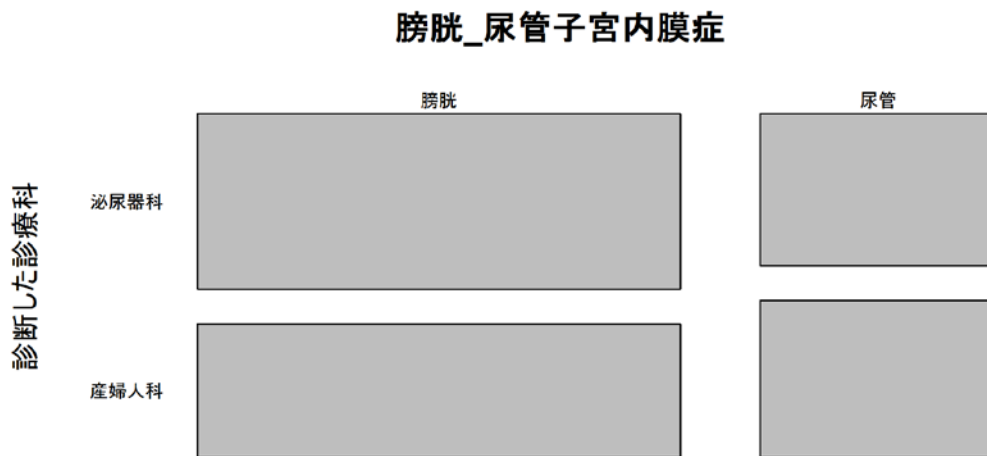 膀胱_尿管子宮内膜症
膀胱
尿管
診断した診療科
泌尿器科
産婦人科